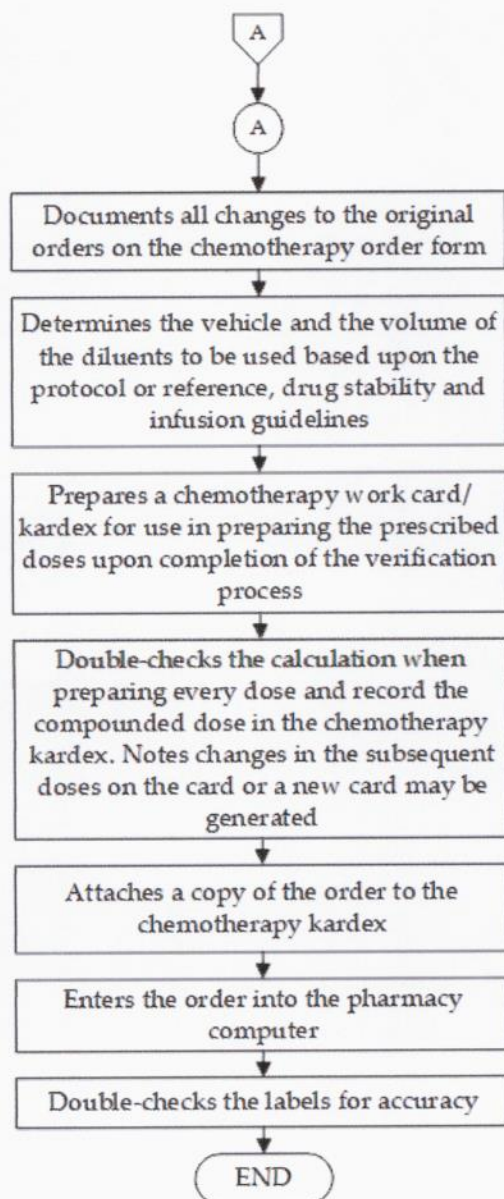 A
A
Documents all changes to the original
orders on the chemotherapy order form
Determines the vehicle and the volume of
the diluents to be used based upon the
protocol or reference, drug stability and
infusion guidelines
Prepares a chemotherapy work card/
kardex for use in preparing the prescribed
doses upon completion of the verification
process
Double-checks the calculation when
preparing every dose and record the
compounded dose in the chemotherapy
kardex. Notes changes in the subsequent
doses on the card or a new card may be
generated
Attaches a copy of the order to the
chemotherapy kardex
Enters the order into the pharmacy
computer
Double-checks the labels for accuracy
END